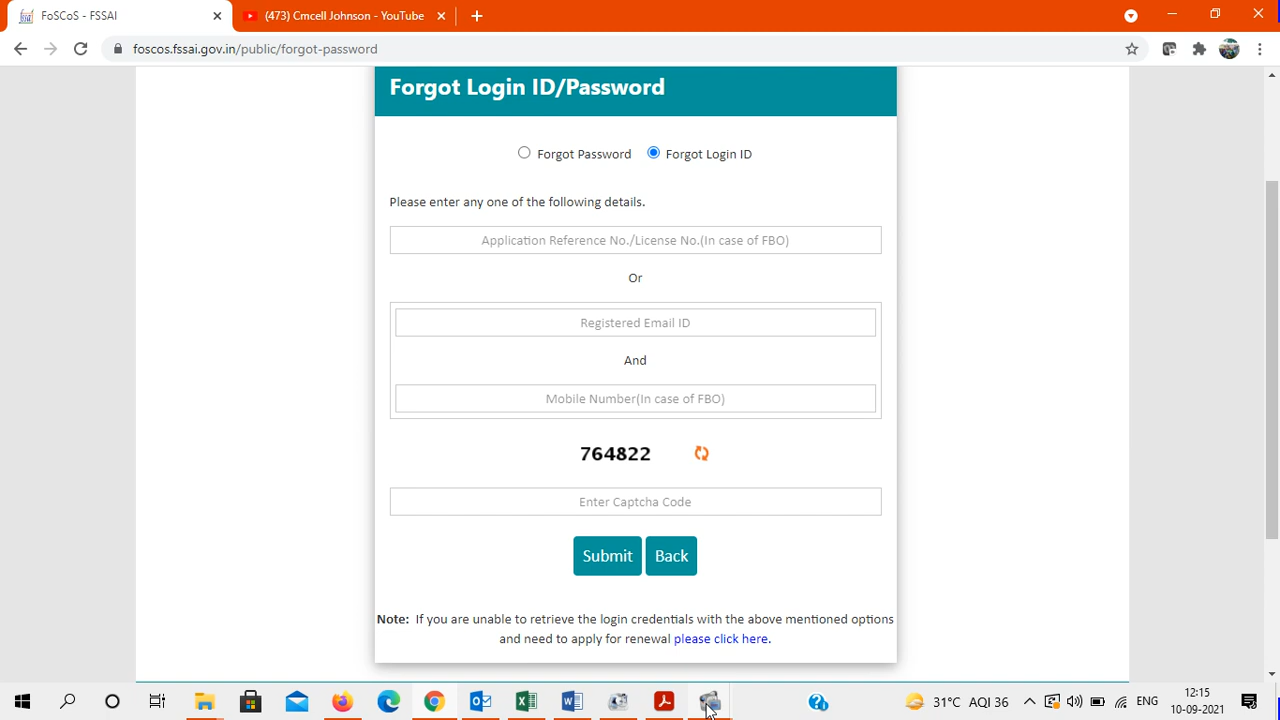 FoSCoS - FSSAI
(473) Cmcell Johnson - YouTube
foscos.fssai.gov.in/public/forgot-password
Forgot Login ID/Password
Forgot Password Forgot Login ID
Please enter any one of the following details.
Application Reference No./License No.(In case of FBO)
Or
Registered Email ID
And
Mobile Number(In case of FBO)
764822
Enter Captcha Code
Submit Back
Note: If you are unable to retrieve the login credentials with the above mentioned options
and need to apply for renewal please click here.
31°C AQI 36 ENG 12:15
10-09-2021